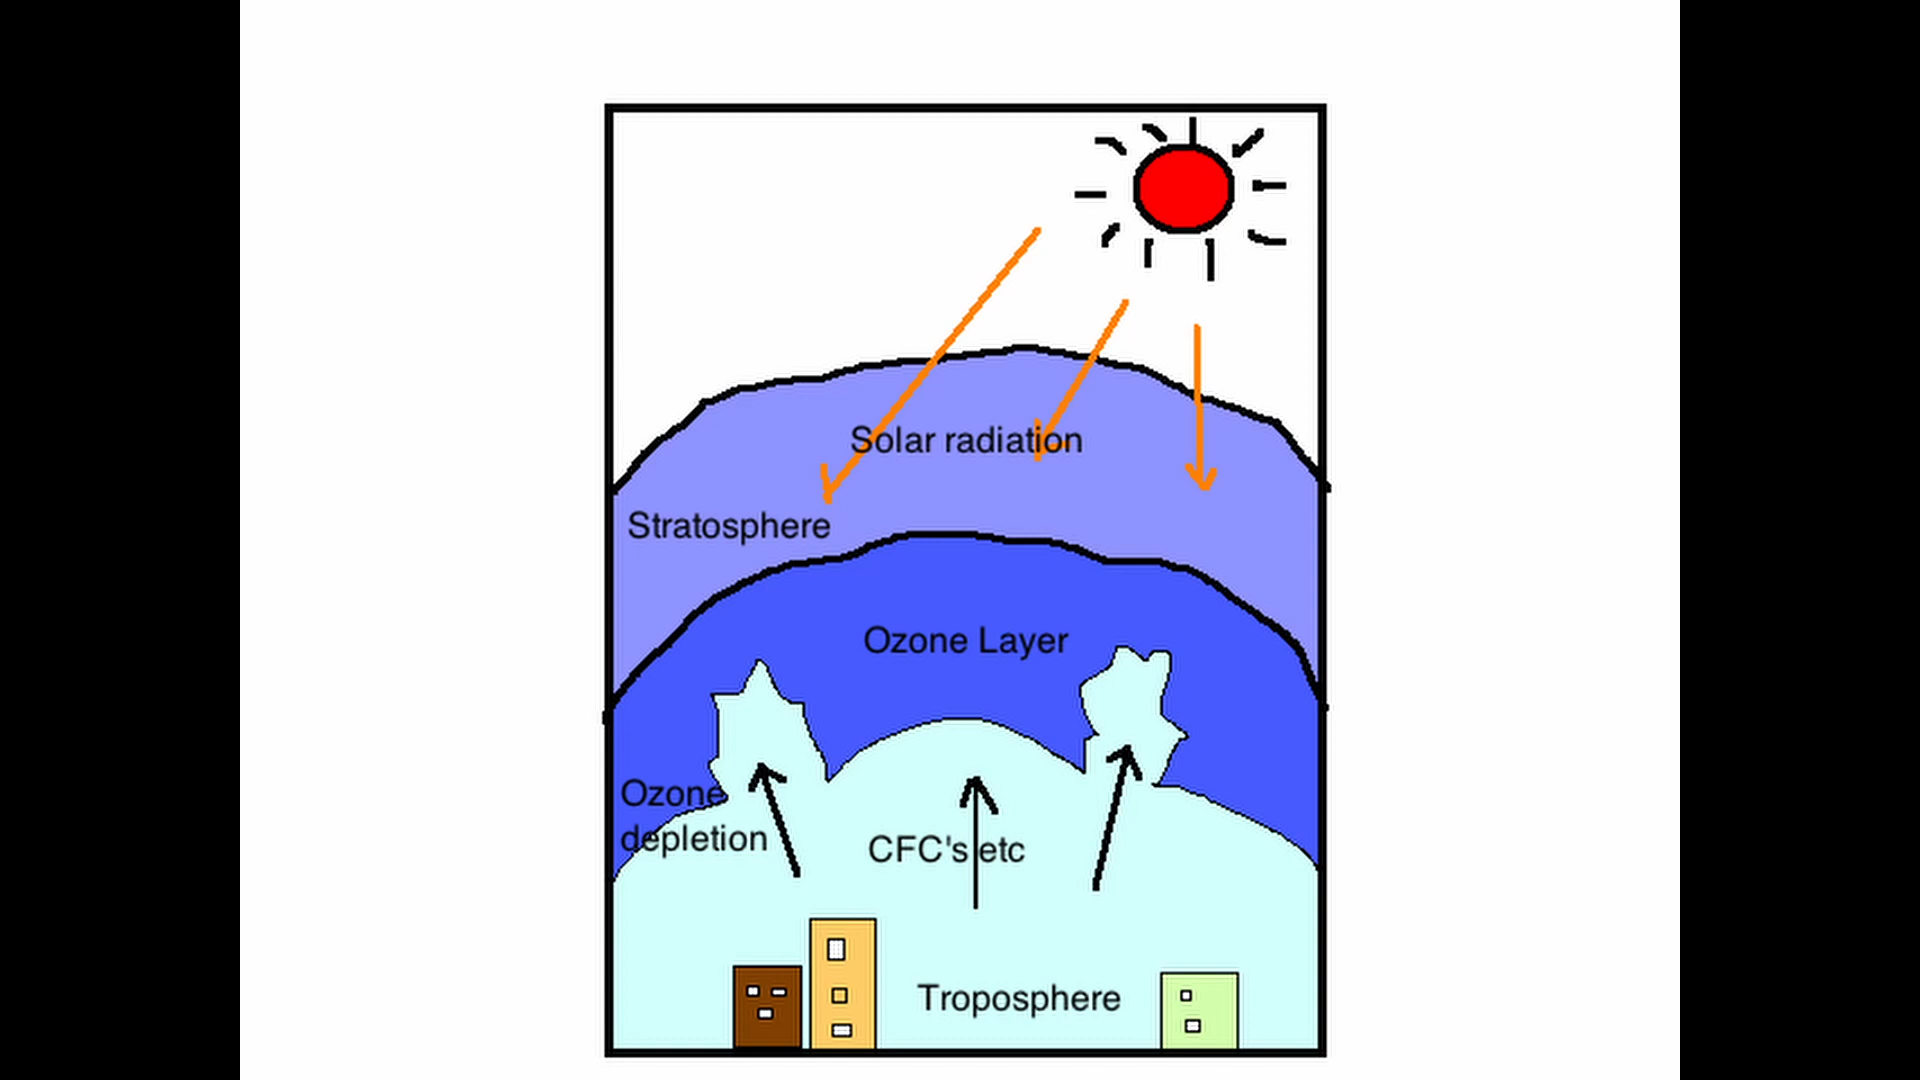 Solar radiation
Stratosphere
Ozone Layer
Ozone
depletion
CFC's etc
Troposphere